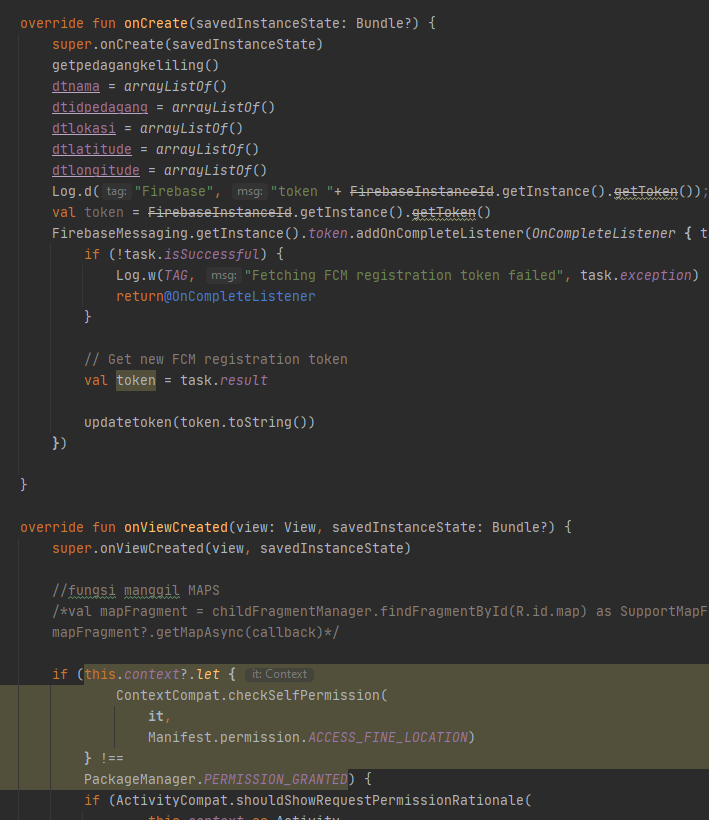 override fun onCreate(savedInstanceState: Bundle?) {
super.onCreate(savedInstanceState)
getpedagangkeliling()
dtnama = arrayListOf()
dtidpedagang = arrayListOf()
dtlokasi = arrayListOf()
dtlatitude = arrayListOf()
dtlongitude = arrayListOf()
Log.d( tag: "Firebase", msg: "token "+ FirebaseInstanceId.getInstance().getToken());
val token = FirebaseInstanceId.getInstance().getToken()
FirebaseMessaging.getInstance().token.addOnCompleteListener(OnCompleteListener { t
if (!task.isSuccessful) {
Log.w(TAG, msg: "Fetching FCM registration token failed", task.exception)
return@OnCompleteListener
}
// Get new FCM registration token
val token = task.result
updatetoken(token.toString())
})
}
override fun onViewCreated(view: View, savedInstanceState: Bundle?) {
super.onViewCreated(view, savedInstanceState)
//fungsi manggil MAPS
/*val mapFragment = childFragmentManager.findFragmentById(R.id.map) as SupportMapF
mapFragment?.getMapAsync(callback)*/
if (this.context?.let { it: Context
ContextCompat.checkSelfPermission(
it,
Manifest.permission.ACCESS_FINE_LOCATION)
} !==
PackageManager.PERMISSION_GRANTED) {
if (ActivityCompat.shouldShowRequestPermissionRationale(
this.context as Activity